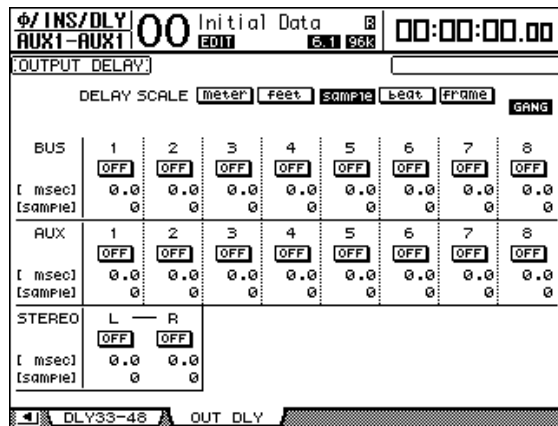 Φ/INS/DLY 00 Initial Data R 00:00:00.00
AUX1-AUX1 EDIT 6.1 96K
OUTPUT DELAY
DELAY SCALE meter feet sample beat frame GANG
BUS 1 2 3 4 5 6 7 8
OFF OFF OFF OFF OFF OFF OFF OFF
[ msec] 0.0 0.0 0.0 0.0 0.0 0.0 0.0 0.0
[sample] 0 0 0 0 0 0 0 0
AUX 1 2 3 4 5 6 7 8
OFF OFF OFF OFF OFF OFF OFF OFF
[ msec] 0.0 0.0 0.0 0.0 0.0 0.0 0.0 0.0
[sample] 0 0 0 0 0 0 0 0
STEREO L — R
OFF OFF
[ msec] 0.0 0.0
[sample] 0 0
DLY33-48 OUT DLY